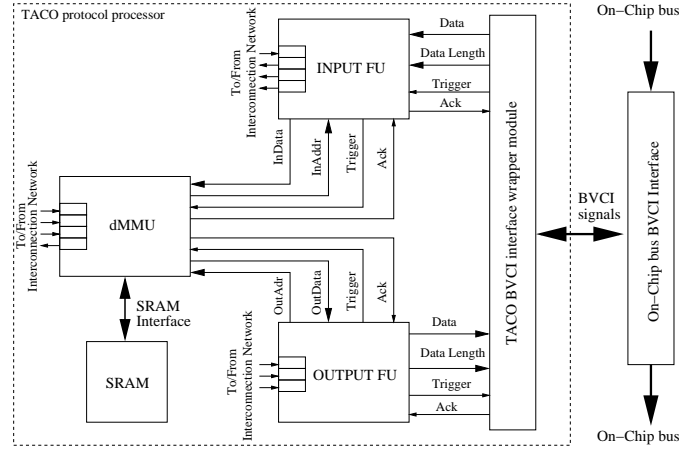 TACO protocol processor
On–Chip bus
To/From
Interconnection Network
INPUT FU
Data
Data Length
Trigger
Ack
InData
InAddr
Trigger
Ack
To/From
Interconnection Network
dMMU
TACO BVCI interface wrapper module
BVCI
signals
On–Chip bus BVCI Interface
SRAM
Interface
SRAM
OutAdr
OutData
Trigger
Ack
To/From
Interconnection Network
OUTPUT FU
Data
Data Length
Trigger
Ack
On–Chip bus